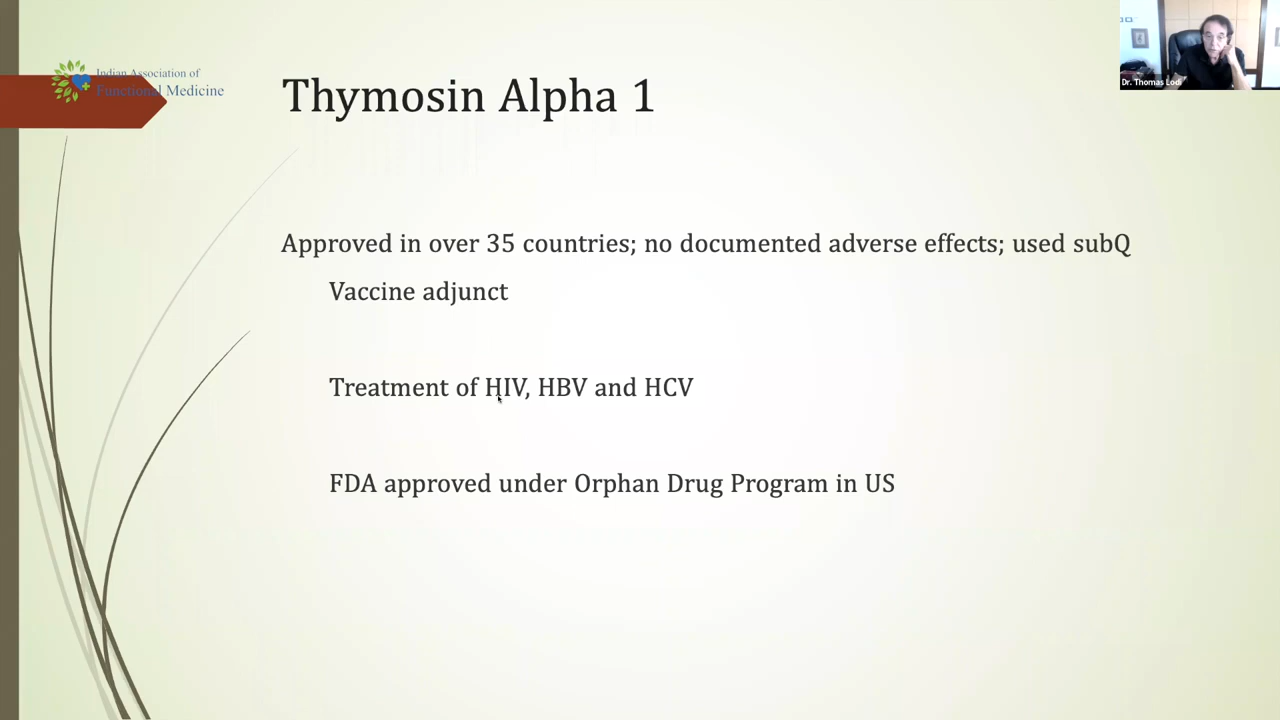 Indian Association of
Functional Medicine
Thymosin Alpha 1
Dr. Thomas Lodi
Approved in over 35 countries; no documented adverse effects; used subQ
Vaccine adjunct
Treatment of HIV, HBV and HCV
FDA approved under Orphan Drug Program in US